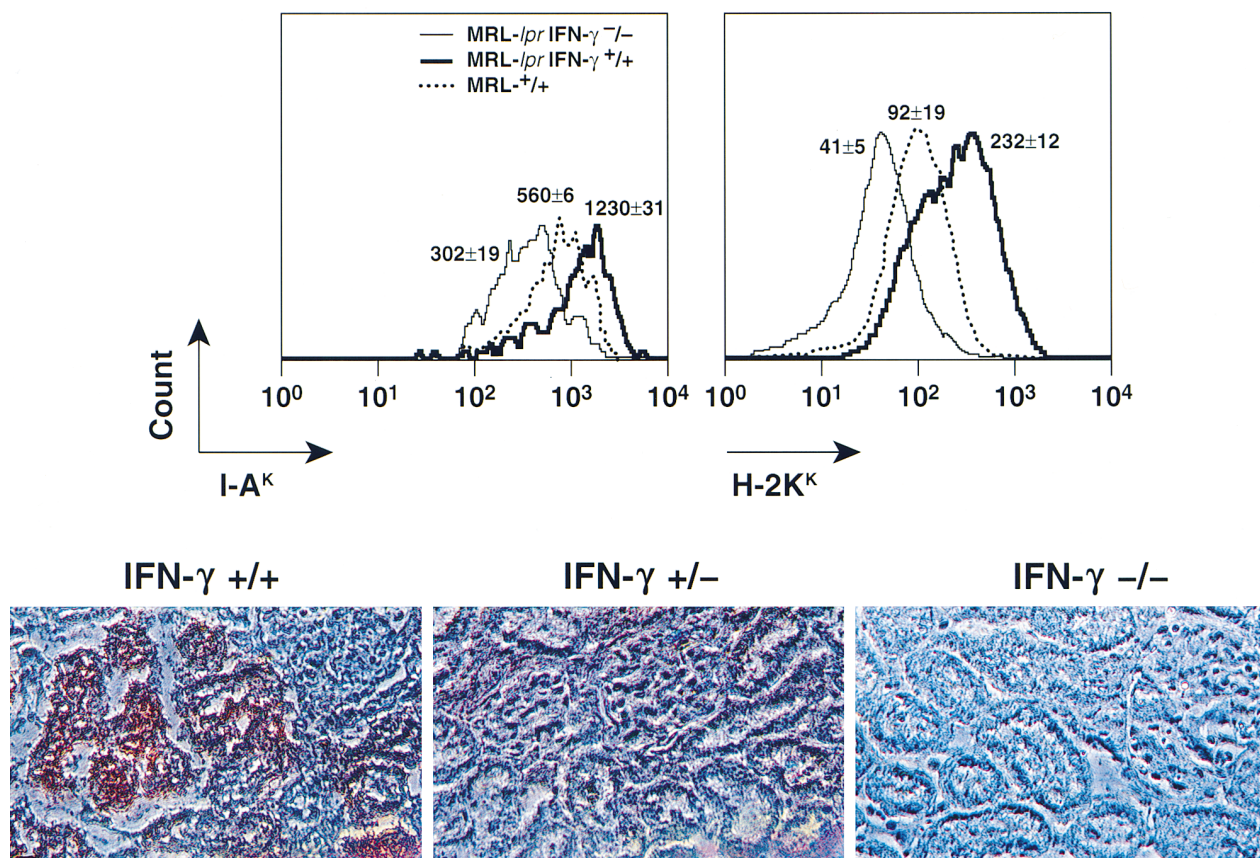 MRL-lpr IFN-γ −/−
MRL-lpr IFN-γ +/+
MRL-+/+
560±6
1230±31
302±19
92±19
41±5
232±12
Count
10⁰ 10¹ 10² 10³ 10⁴ 10⁰ 10¹ 10² 10³ 10⁴
I-Aᴷ
H-2Kᴷ
IFN-γ +/+
IFN-γ +/−
IFN-γ −/−